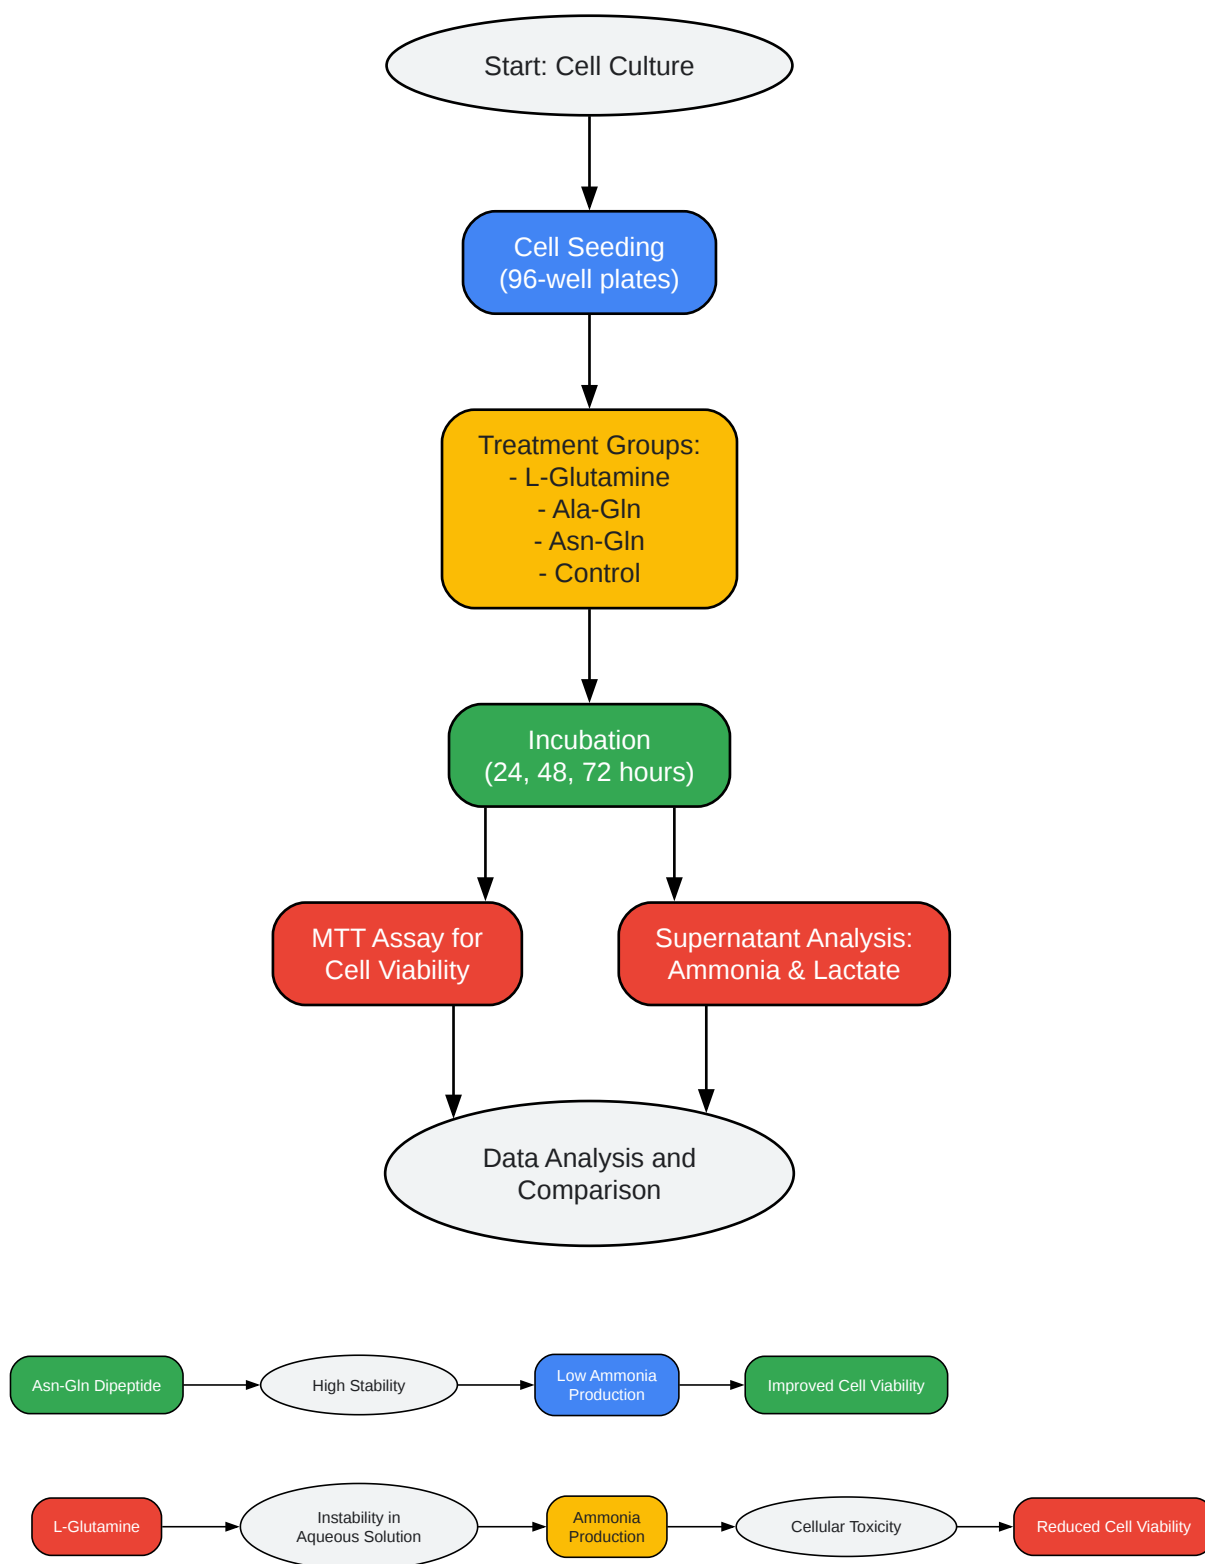 Start: Cell Culture
Cell Seeding
(96-well plates)
Treatment Groups:
- L-Glutamine
- Ala-Gln
- Asn-Gln
- Control
Incubation
(24, 48, 72 hours)
MTT Assay for
Cell Viability
Supernatant Analysis:
Ammonia & Lactate
Data Analysis and
Comparison
Asn-Gln Dipeptide
High Stability
Low Ammonia
Production
Improved Cell Viability
L-Glutamine
Instability in
Aqueous Solution
Ammonia
Production
Cellular Toxicity
Reduced Cell Viability